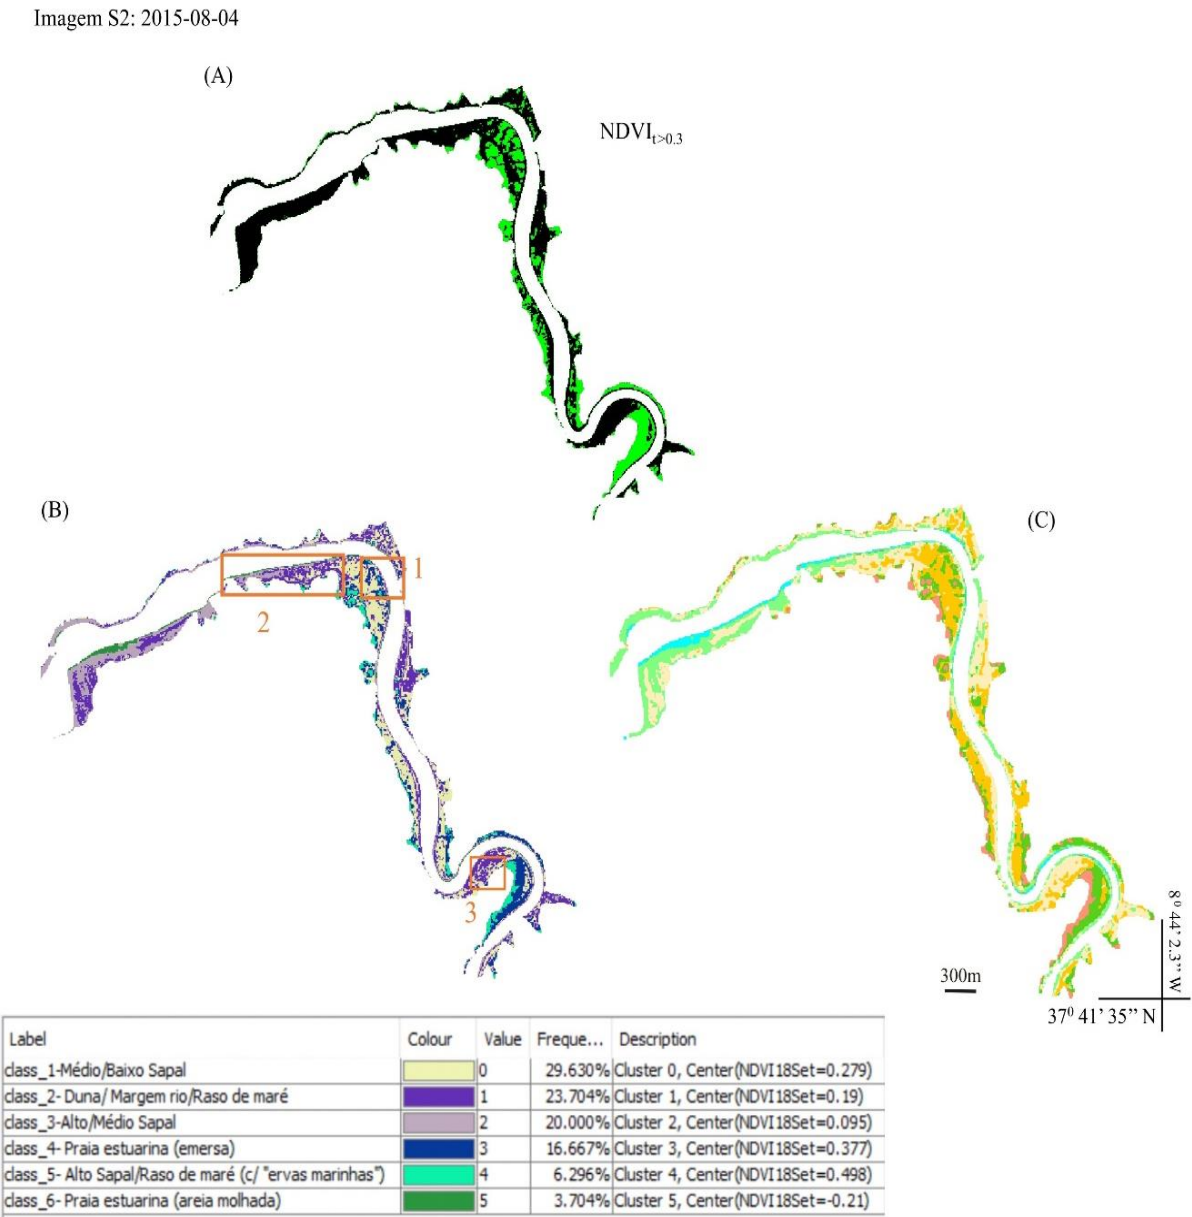 Imagem S2: 2015-08-04
(A)
NDVIt>0.3
(B)
(C)
1
2
3
300m
8⁰ 44' 2.3" W
37⁰ 41' 35" N
Label Colour Value Freque... Description
class_1-Médio/Baixo Sapal 0 29.630% Cluster 0, Center(NDVI18Set=0.279)
class_2- Duna/ Margem rio/Raso de maré 1 23.704% Cluster 1, Center(NDVI18Set=0.19)
class_3-Alto/Médio Sapal 2 20.000% Cluster 2, Center(NDVI18Set=0.095)
class_4- Praia estuarina (emersa) 3 16.667% Cluster 3, Center(NDVI18Set=0.377)
class_5- Alto Sapal/Raso de maré (c/ "ervas marinhas") 4 6.296% Cluster 4, Center(NDVI18Set=0.498)
class_6- Praia estuarina (areia molhada) 5 3.704% Cluster 5, Center(NDVI18Set=-0.21)